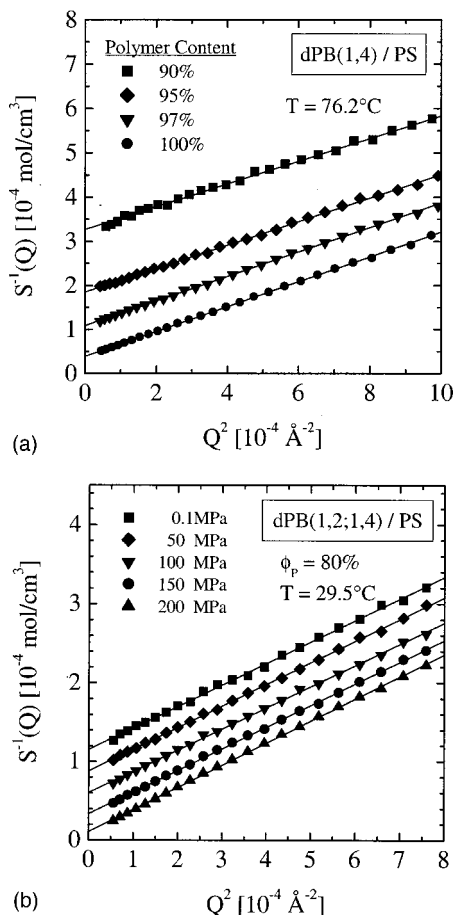 (a)
S⁻¹(Q) [10⁻⁴ mol/cm³]
8
7
6
5
4
3
2
1
0
Polymer Content
90%
95%
97%
100%
dPB(1,4) / PS
T = 76.2°C
0 2 4 6 8 10
Q² [10⁻⁴ Å⁻²]
(b)
S⁻¹(Q) [10⁻⁴ mol/cm³]
4
3
2
1
0
0.1MPa
50 MPa
100 MPa
150 MPa
200 MPa
dPB(1,2;1,4) / PS
ϕₚ = 80%
T = 29.5°C
0 1 2 3 4 5 6 7 8
Q² [10⁻⁴ Å⁻²]